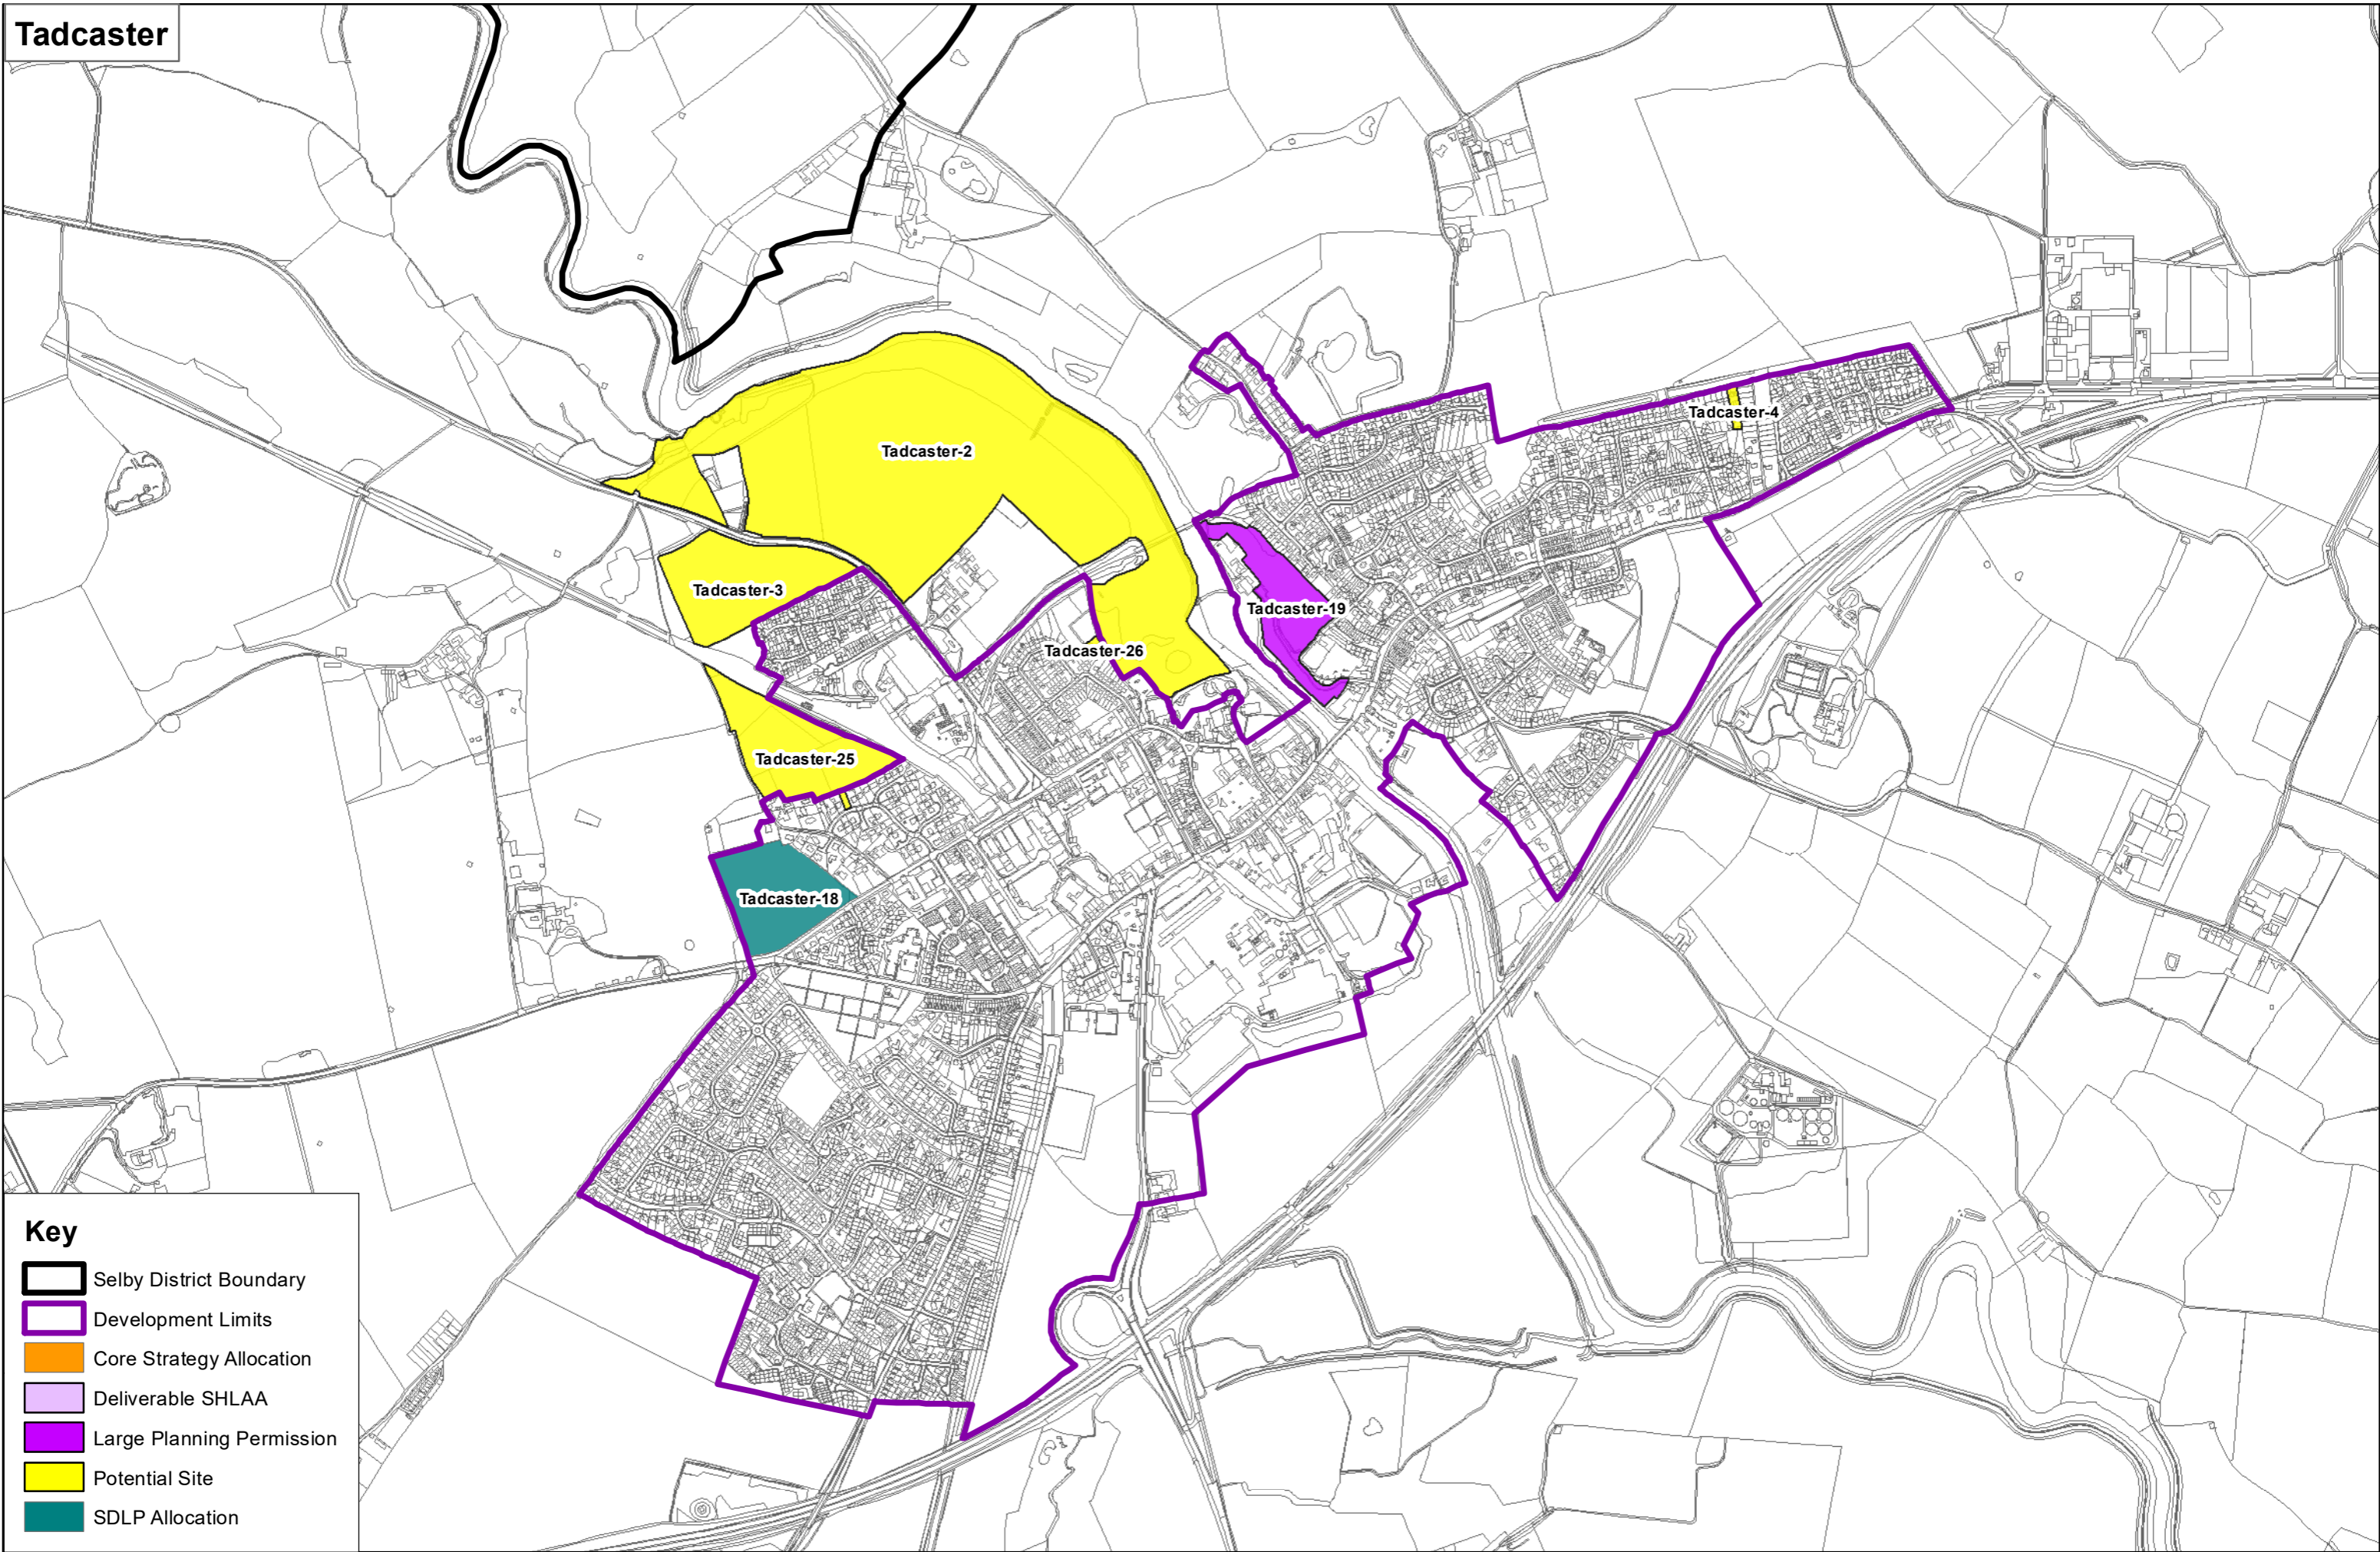 Tadcaster
Tadcaster-2
Tadcaster-4
Tadcaster-3
Tadcaster-19
Tadcaster-26
Tadcaster-25
Tadcaster-18
Key
Selby District Boundary
Development Limits
Core Strategy Allocation
Deliverable SHLAA
Large Planning Permission
Potential Site
SDLP Allocation